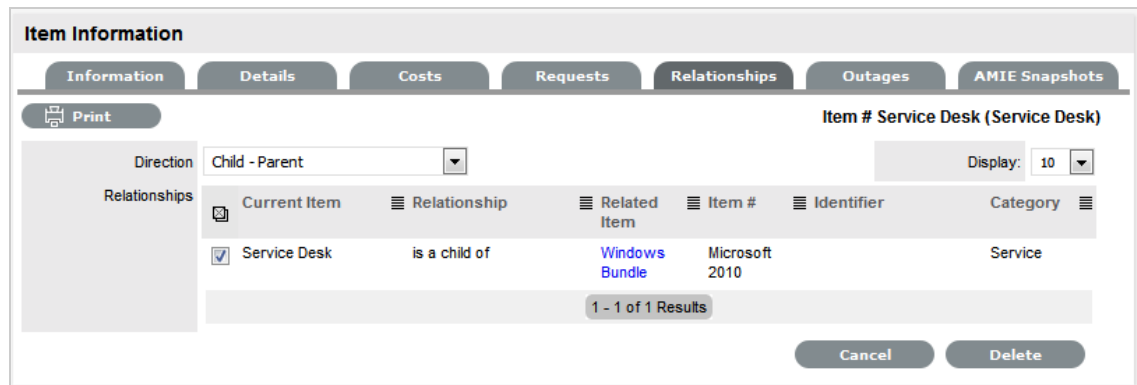 Item Information
Information Details Costs Requests Relationships Outages AMIE Snapshots
Print Item # Service Desk (Service Desk)
Direction Child - Parent Display: 10
Relationships
Current Item Relationship Related Item # Identifier Category
Item
Service Desk is a child of Windows Microsoft Service
Bundle 2010
1 - 1 of 1 Results
Cancel Delete